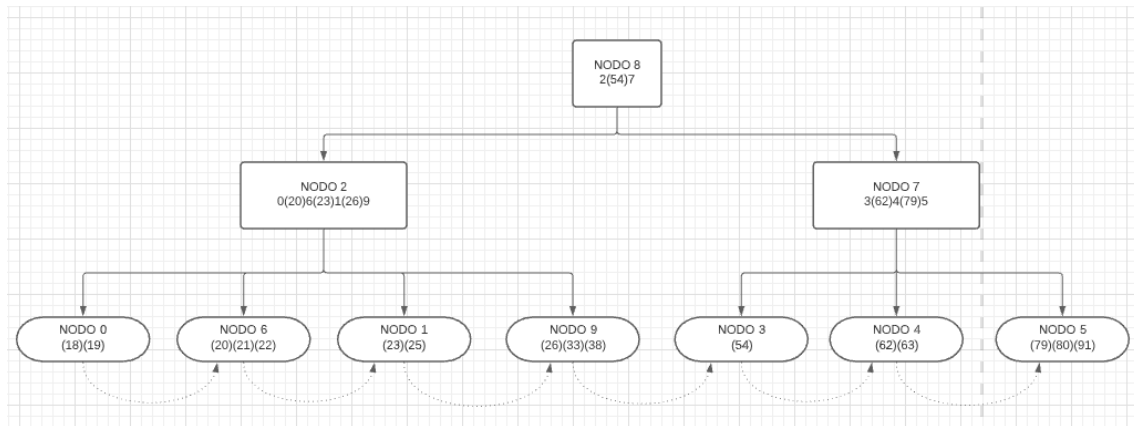 NODO 8
2(54)7
NODO 2
0(20)6(23)1(26)9
NODO 7
3(62)4(79)5
NODO 0
(18)(19)
NODO 6
(20)(21)(22)
NODO 1
(23)(25)
NODO 9
(26)(33)(38)
NODO 3
(54)
NODO 4
(62)(63)
NODO 5
(79)(80)(91)